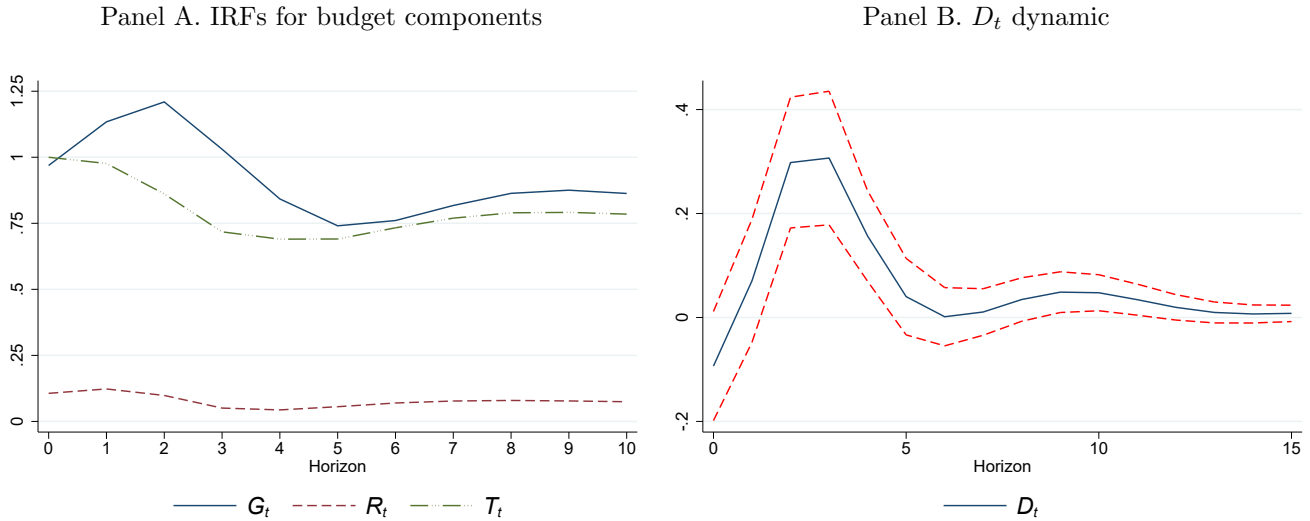 Panel A. IRFs for budget components
1.25
1
.75
.5
.25
0
0 1 2 3 4 5 6 7 8 9 10
Horizon
G_t R_t T_t
Panel B. D_t dynamic
.4
.2
0
-.2
0 5 10 15
Horizon
D_t